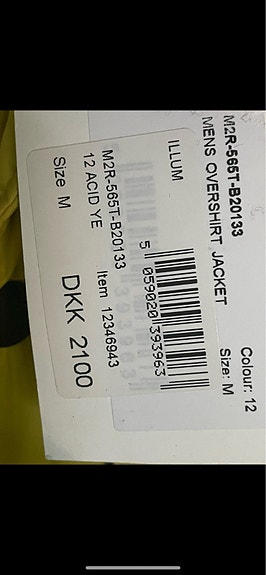 M2R-565T-B20133
MENS OVERSHIRT JACKET
Colour: 12
Size: M
ILLUM
5 059020 393963
M2R-565T-B20133
12 ACID YE
Item 12346943
Size M
DKK 2100